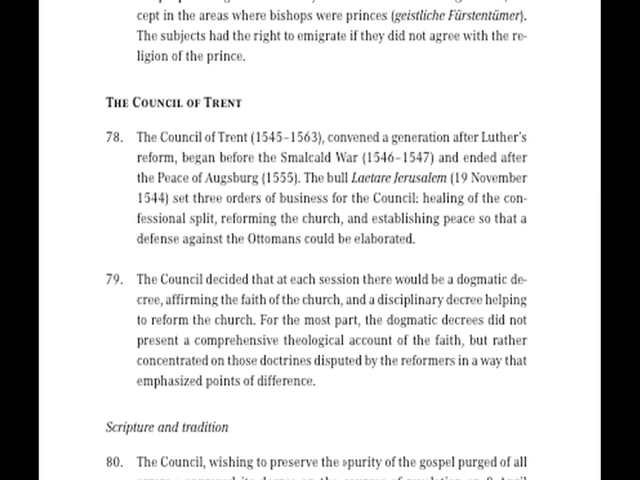 cept in the areas where bishops were princes (geistliche Fürstentümer).
The subjects had the right to emigrate if they did not agree with the re-
ligion of the prince.
THE COUNCIL OF TRENT
78. The Council of Trent (1545–1563), convened a generation after Luther's
reform, began before the Smalcald War (1546–1547) and ended after
the Peace of Augsburg (1555). The bull Laetare Jerusalem (19 November
1544) set three orders of business for the Council: healing of the con-
fessional split, reforming the church, and establishing peace so that a
defense against the Ottomans could be elaborated.
79. The Council decided that at each session there would be a dogmatic de-
cree, affirming the faith of the church, and a disciplinary decree helping
to reform the church. For the most part, the dogmatic decrees did not
present a comprehensive theological account of the faith, but rather
concentrated on those doctrines disputed by the reformers in a way that
emphasized points of difference.
Scripture and tradition
80. The Council, wishing to preserve the »purity of the gospel purged of all